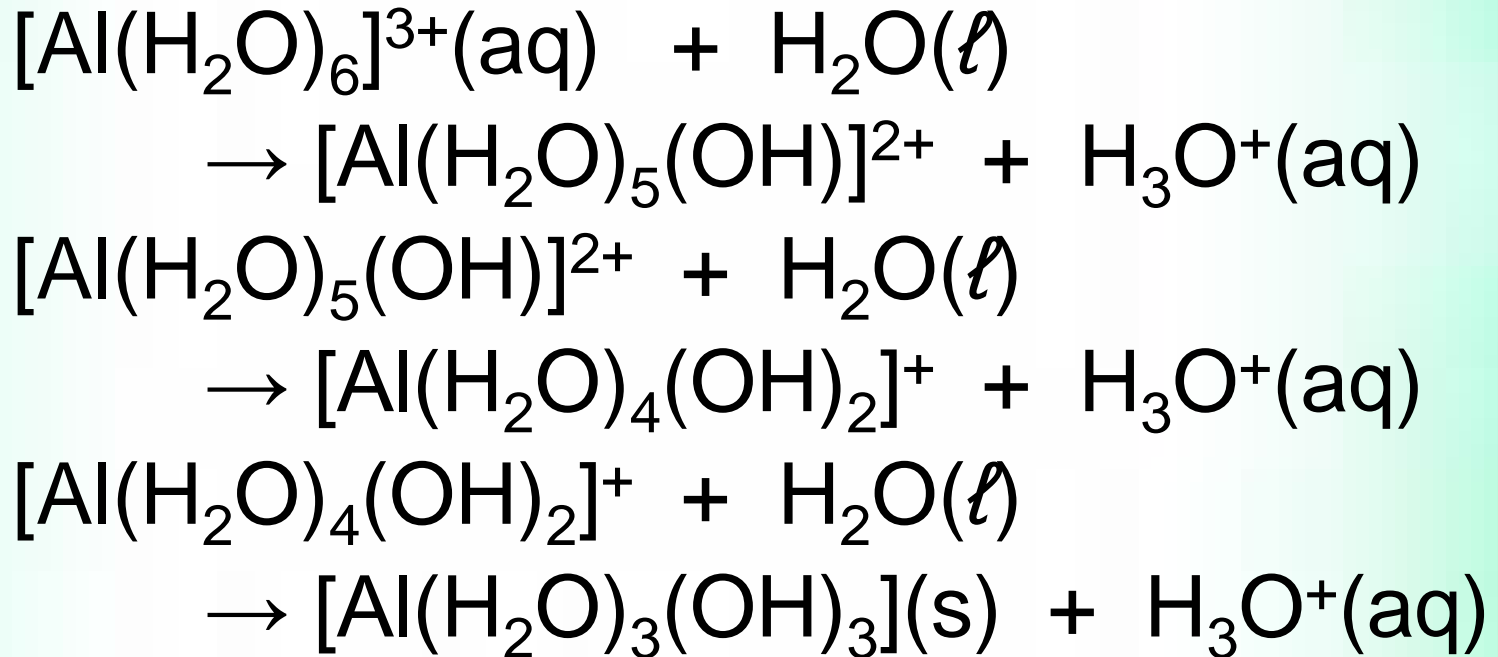 [Al(H₂O)₆]³⁺(aq) + H₂O(ℓ)
→ [Al(H₂O)₅(OH)]²⁺ + H₃O⁺(aq)
[Al(H₂O)₅(OH)]²⁺ + H₂O(ℓ)
→ [Al(H₂O)₄(OH)₂]⁺ + H₃O⁺(aq)
[Al(H₂O)₄(OH)₂]⁺ + H₂O(ℓ)
→ [Al(H₂O)₃(OH)₃](s) + H₃O⁺(aq)